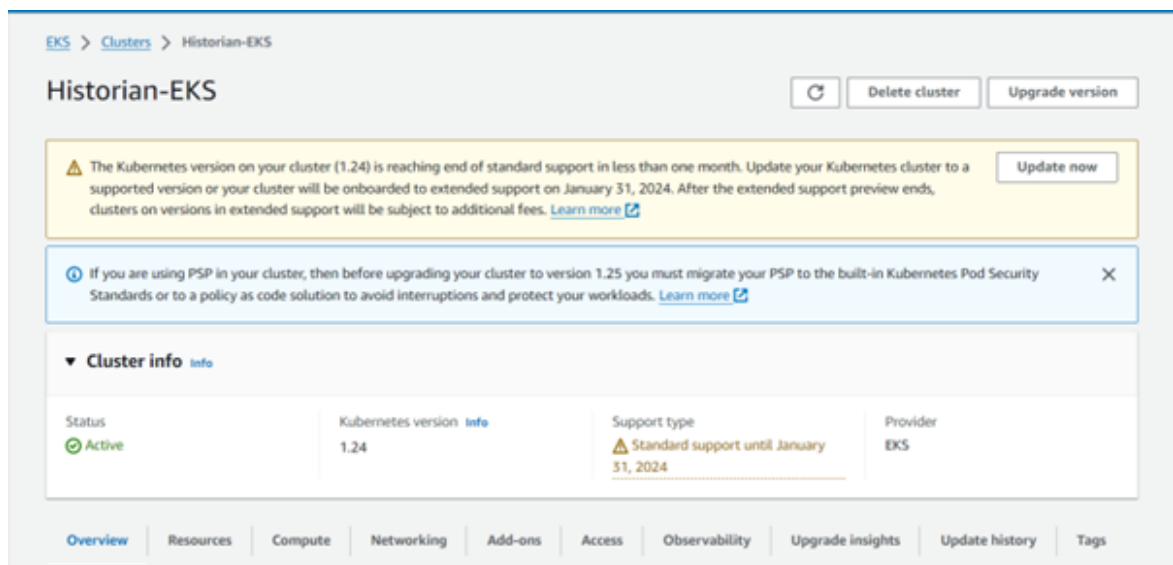 EKS > Clusters > Historian-EKS
Historian-EKS
Delete cluster
Upgrade version
The Kubernetes version on your cluster (1.24) is reaching end of standard support in less than one month. Update your Kubernetes cluster to a
supported version or your cluster will be onboarded to extended support on January 31, 2024. After the extended support preview ends,
clusters on versions in extended support will be subject to additional fees. Learn more
Update now
If you are using PSP in your cluster, then before upgrading your cluster to version 1.25 you must migrate your PSP to the built-in Kubernetes Pod Security
Standards or to a policy as code solution to avoid interruptions and protect your workloads. Learn more
Cluster info Info
Status
Active
Kubernetes version Info
1.24
Support type
Standard support until January
31, 2024
Provider
EKS
Overview
Resources
Compute
Networking
Add-ons
Access
Observability
Upgrade insights
Update history
Tags